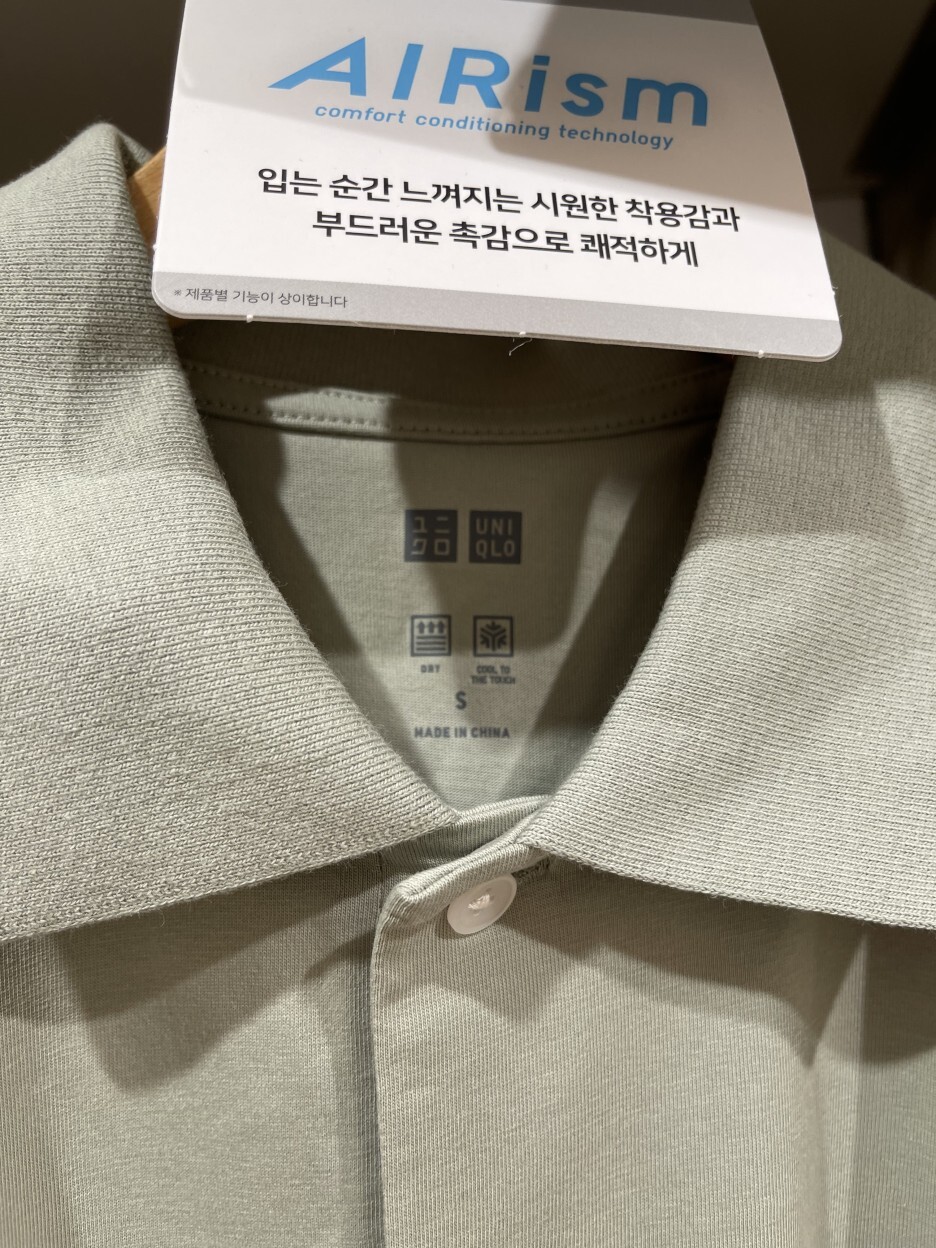 AIRism
comfort conditioning technology
입는 순간 느껴지는 시원한 착용감과
부드러운 촉감으로 쾌적하게
※ 제품별 기능이 상이합니다
ユニ UNI
クロ QLO
DRY COOL TO
THE TOUCH
S
MADE IN CHINA